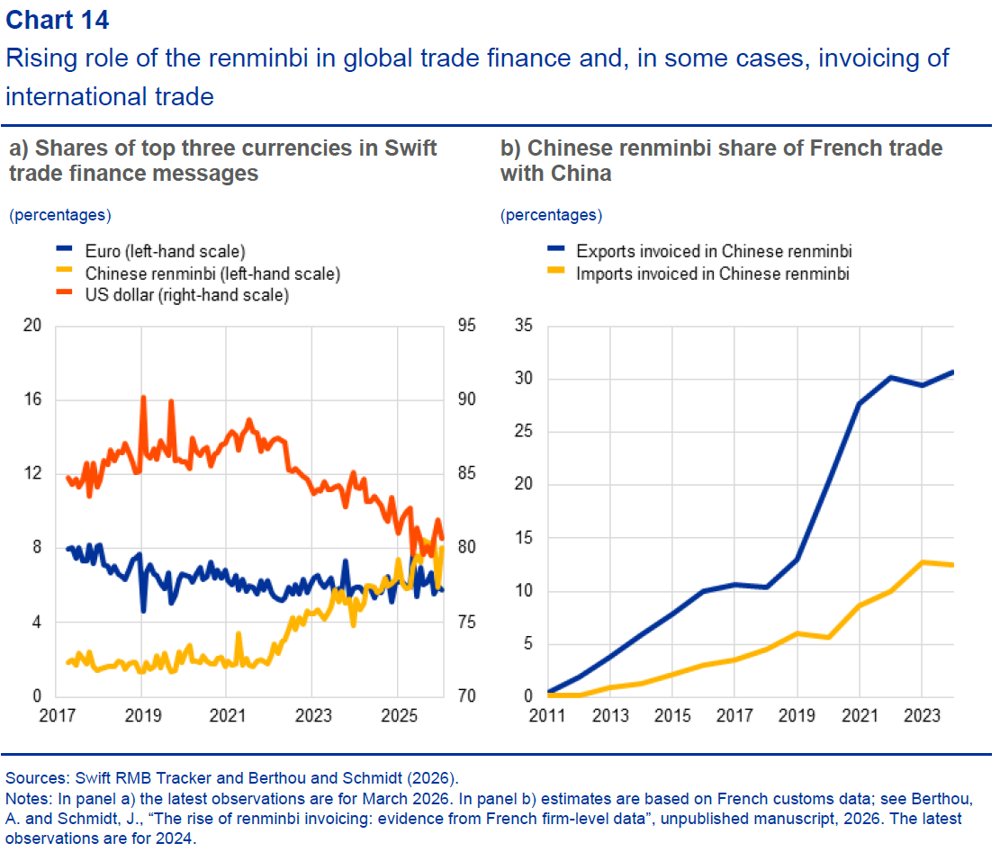 Chart 14
Rising role of the renminbi in global trade finance and, in some cases, invoicing of
international trade
a) Shares of top three currencies in Swift
trade finance messages
(percentages)
Euro (left-hand scale)
Chinese renminbi (left-hand scale)
US dollar (right-hand scale)
20
16
12
8
4
0
95
90
85
80
75
70
2017
2019
2021
2023
2025
b) Chinese renminbi share of French trade
with China
(percentages)
Exports invoiced in Chinese renminbi
Imports invoiced in Chinese renminbi
35
30
25
20
15
10
5
0
2011
2013
2015
2017
2019
2021
2023
Sources: Swift RMB Tracker and Berthou and Schmidt (2026).
Notes: In panel a) the latest observations are for March 2026. In panel b) estimates are based on French customs data; see Berthou,
A. and Schmidt, J., “The rise of renminbi invoicing: evidence from French firm-level data”, unpublished manuscript, 2026. The latest
observations are for 2024.